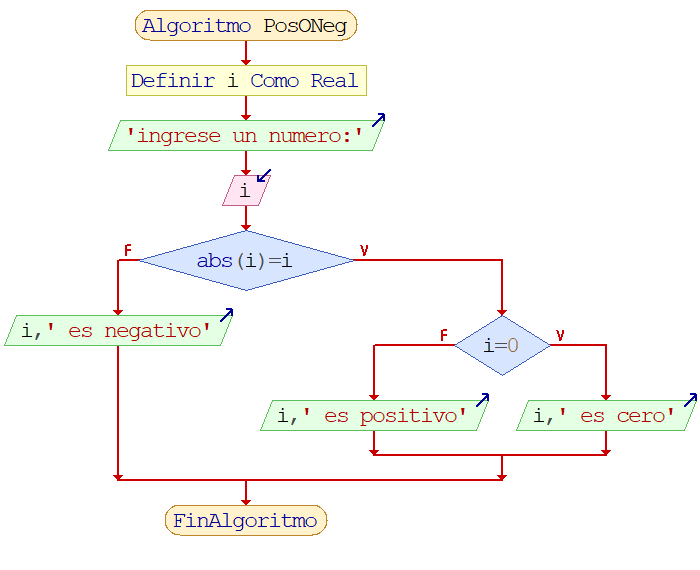 Algoritmo PosONeg
Definir i Como Real
'ingrese un numero:'
i
abs(i)=i
F
V
i,' es negativo'
i=0
F
V
i,' es positivo'
i,' es cero'
FinAlgoritmo